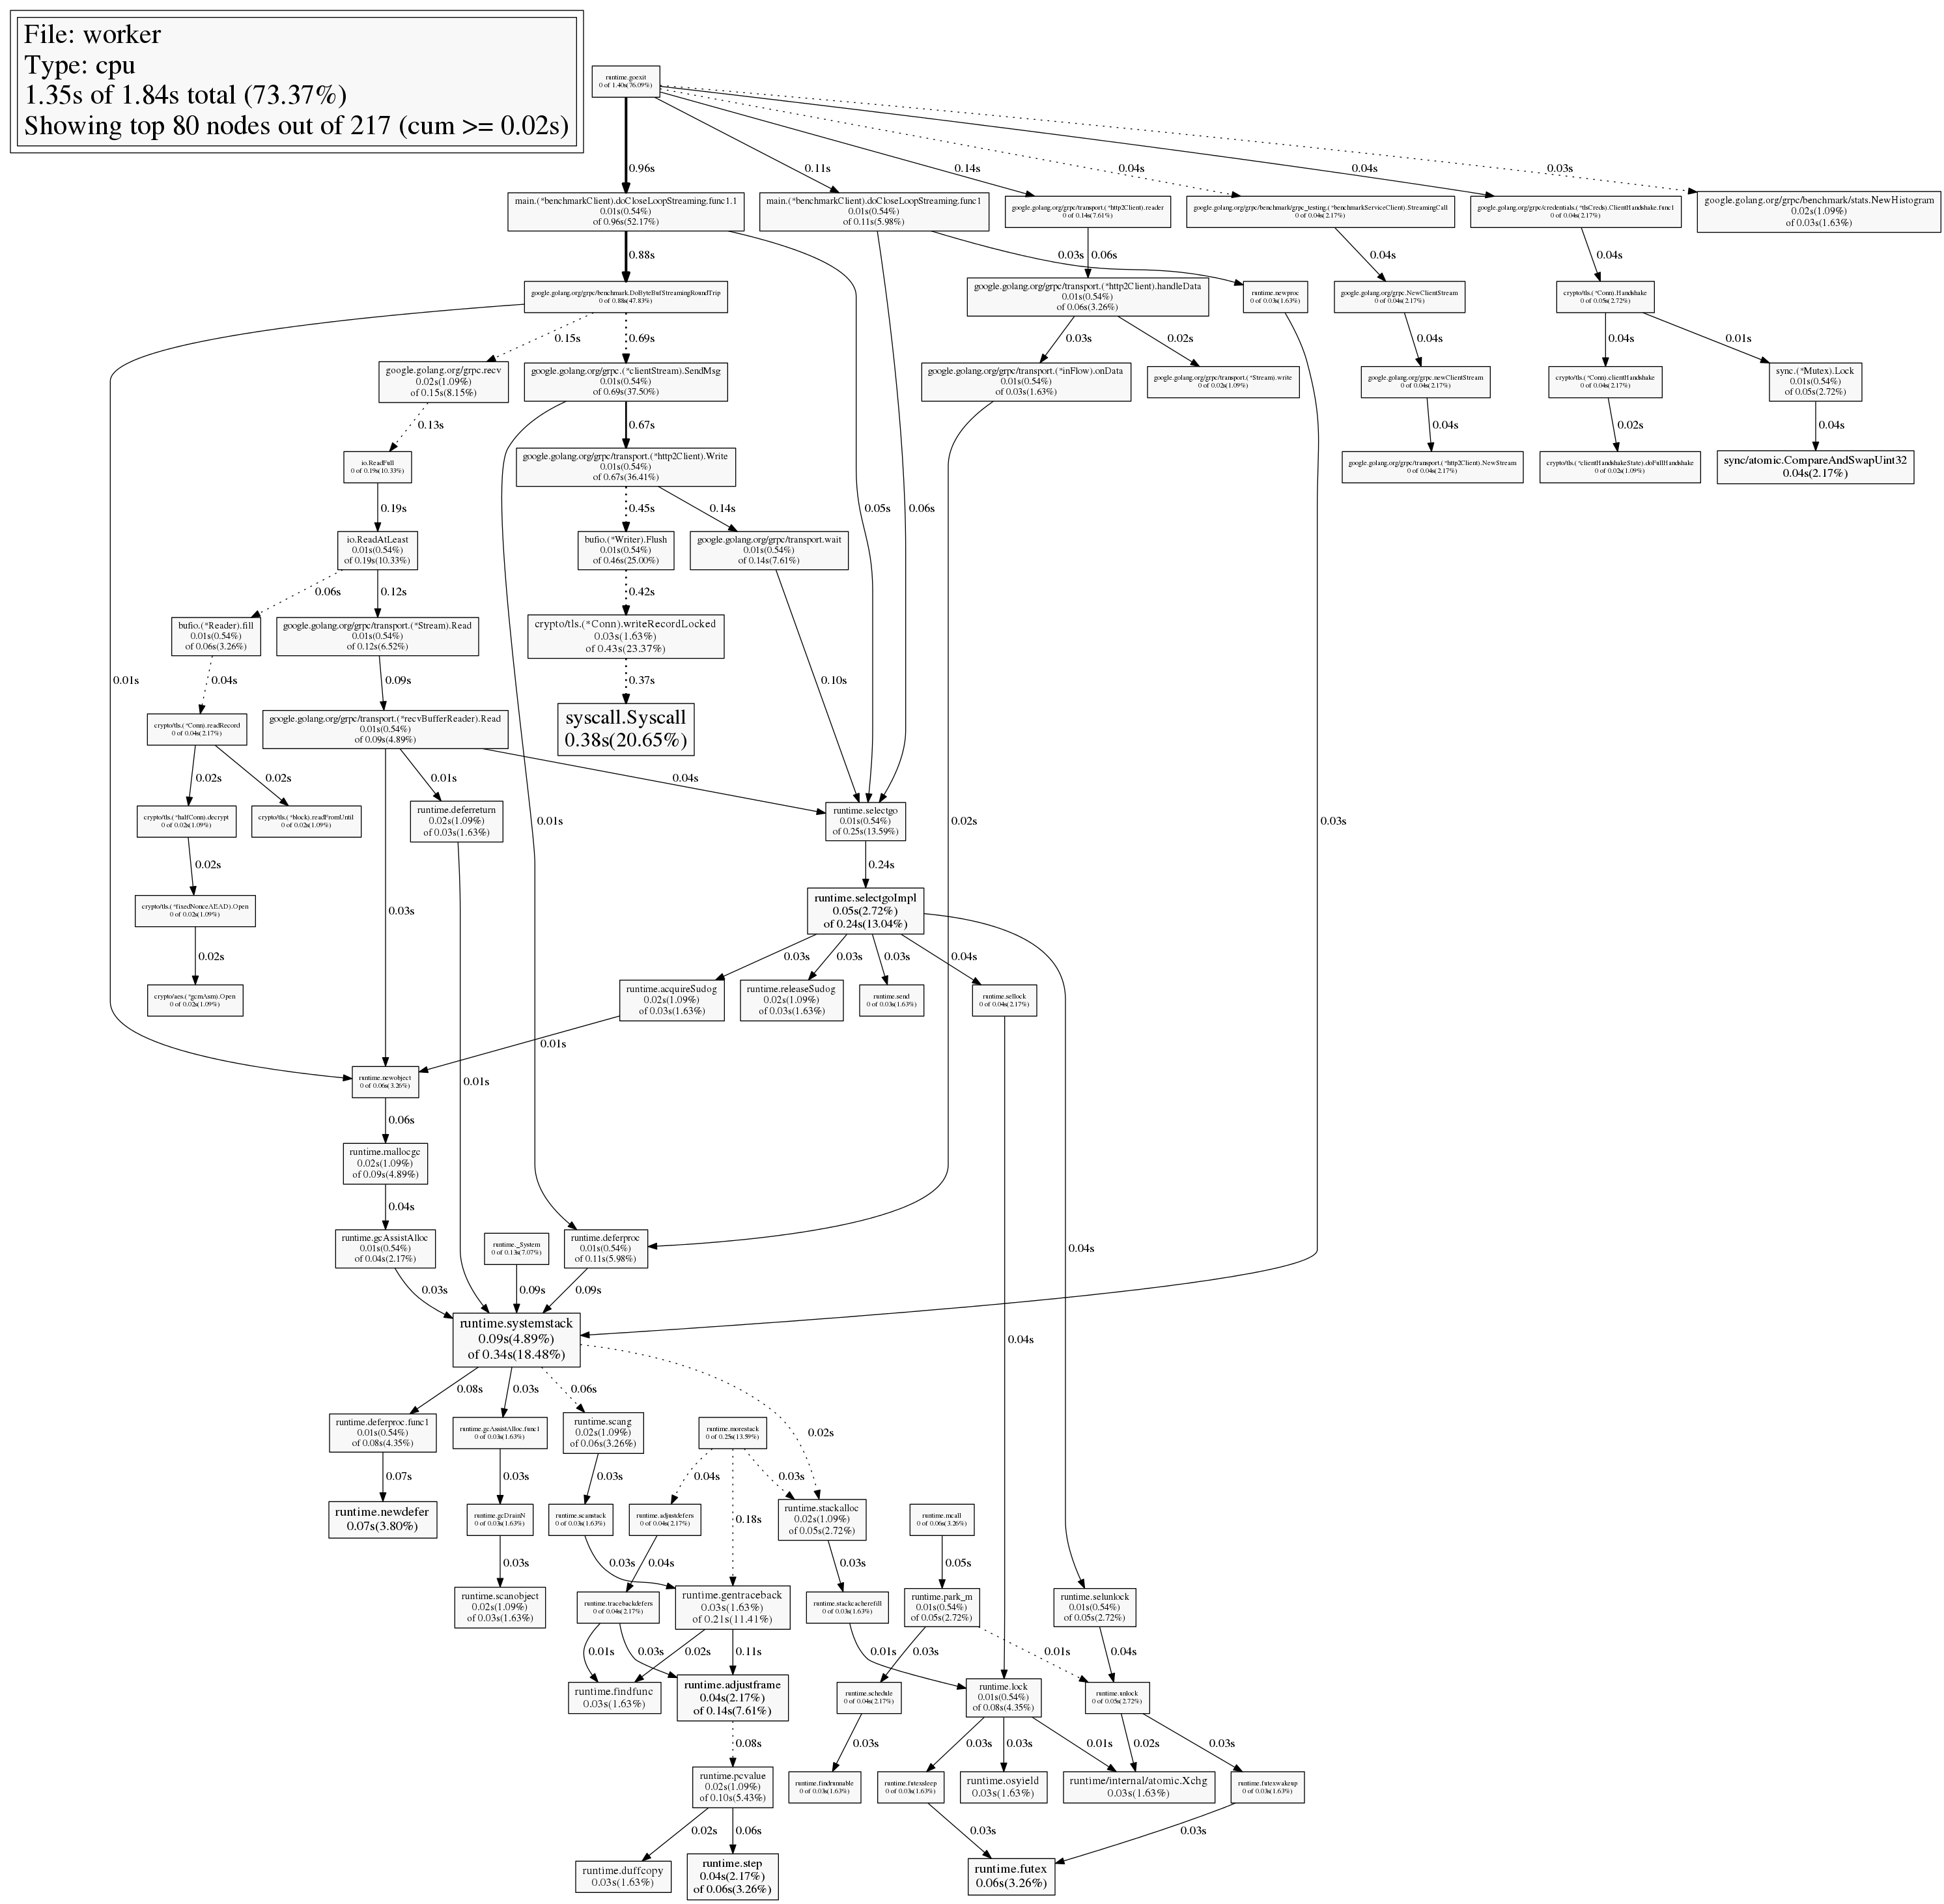 File: worker
Type: cpu
1.35s of 1.84s total (73.37%)
Showing top 80 nodes out of 217 (cum >= 0.02s)
runtime.goexit
0 of 1.40s(76.09%)
0.96s
0.11s
0.14s
0.04s
0.04s
0.03s
main.(*benchmarkClient).doCloseLoopStreaming.func1.1
0.01s(0.54%)
of 0.96s(52.17%)
main.(*benchmarkClient).doCloseLoopStreaming.func1
0.01s(0.54%)
of 0.11s(5.98%)
google.golang.org/grpc/transport.(*http2Client).reader
0 of 0.14s(7.61%)
google.golang.org/grpc/benchmark/grpc_testing.(*benchmarkServiceClient).StreamingCall
0 of 0.04s(2.17%)
google.golang.org/grpc/credentials.(*tlsCreds).ClientHandshake.func1
0 of 0.04s(2.17%)
google.golang.org/grpc/benchmark/stats.NewHistogram
0.02s(1.09%)
of 0.03s(1.63%)
0.88s
0.03s
0.06s
0.04s
0.04s
google.golang.org/grpc/benchmark.DoByteBufStreamingRoundTrip
0 of 0.88s(47.83%)
google.golang.org/grpc/transport.(*http2Client).handleData
0.01s(0.54%)
of 0.06s(3.26%)
runtime.newproc
0 of 0.03s(1.63%)
google.golang.org/grpc.NewClientStream
0 of 0.04s(2.17%)
crypto/tls.(*Conn).Handshake
0 of 0.05s(2.72%)
0.15s
0.69s
0.03s
0.02s
0.04s
0.04s
0.01s
google.golang.org/grpc.recv
0.02s(1.09%)
of 0.15s(8.15%)
google.golang.org/grpc.(*clientStream).SendMsg
0.01s(0.54%)
of 0.69s(37.50%)
google.golang.org/grpc/transport.(*inFlow).onData
0.01s(0.54%)
of 0.03s(1.63%)
google.golang.org/grpc/transport.(*Stream).write
0 of 0.02s(1.09%)
google.golang.org/grpc.newClientStream
0 of 0.04s(2.17%)
crypto/tls.(*Conn).clientHandshake
0 of 0.04s(2.17%)
sync.(*Mutex).Lock
0.01s(0.54%)
of 0.05s(2.72%)
0.13s
0.67s
0.04s
0.02s
0.04s
io.ReadFull
0 of 0.19s(10.33%)
google.golang.org/grpc/transport.(*http2Client).Write
0.01s(0.54%)
of 0.67s(36.41%)
google.golang.org/grpc/transport.(*http2Client).NewStream
0 of 0.04s(2.17%)
crypto/tls.(*clientHandshakeState).doFullHandshake
0 of 0.02s(1.09%)
sync/atomic.CompareAndSwapUint32
0.04s(2.17%)
0.19s
0.45s
0.14s
0.05s
0.06s
io.ReadAtLeast
0.01s(0.54%)
of 0.19s(10.33%)
bufio.(*Writer).Flush
0.01s(0.54%)
of 0.46s(25.00%)
google.golang.org/grpc/transport.wait
0.01s(0.54%)
of 0.14s(7.61%)
0.06s
0.12s
0.42s
bufio.(*Reader).fill
0.01s(0.54%)
of 0.06s(3.26%)
google.golang.org/grpc/transport.(*Stream).Read
0.01s(0.54%)
of 0.12s(6.52%)
crypto/tls.(*Conn).writeRecordLocked
0.03s(1.63%)
of 0.43s(23.37%)
0.01s
0.04s
0.09s
0.37s
0.10s
crypto/tls.(*Conn).readRecord
0 of 0.04s(2.17%)
google.golang.org/grpc/transport.(*recvBufferReader).Read
0.01s(0.54%)
of 0.09s(4.89%)
syscall.Syscall
0.38s(20.65%)
0.02s
0.02s
0.01s
0.04s
crypto/tls.(*halfConn).decrypt
0 of 0.02s(1.09%)
crypto/tls.(*block).readFromUntil
0 of 0.02s(1.09%)
runtime.deferreturn
0.02s(1.09%)
of 0.03s(1.63%)
0.01s
runtime.selectgo
0.01s(0.54%)
of 0.25s(13.59%)
0.02s
0.03s
0.02s
0.24s
crypto/tls.(*fixedNonceAEAD).Open
0 of 0.02s(1.09%)
0.03s
runtime.selectgoImpl
0.05s(2.72%)
of 0.24s(13.04%)
0.02s
0.03s
0.03s
0.03s
0.04s
crypto/aes.(*gcmAsm).Open
0 of 0.02s(1.09%)
runtime.acquireSudog
0.02s(1.09%)
of 0.03s(1.63%)
runtime.releaseSudog
0.02s(1.09%)
of 0.03s(1.63%)
runtime.send
0 of 0.03s(1.63%)
runtime.sellock
0 of 0.04s(2.17%)
0.01s
runtime.newobject
0 of 0.06s(3.26%)
0.01s
0.06s
runtime.mallocgc
0.02s(1.09%)
of 0.09s(4.89%)
0.04s
runtime.gcAssistAlloc
0.01s(0.54%)
of 0.04s(2.17%)
runtime._System
0 of 0.13s(7.07%)
runtime.deferproc
0.01s(0.54%)
of 0.11s(5.98%)
0.04s
0.03s
0.09s
0.09s
runtime.systemstack
0.09s(4.89%)
of 0.34s(18.48%)
0.04s
0.08s
0.03s
0.06s
0.02s
runtime.deferproc.func1
0.01s(0.54%)
of 0.08s(4.35%)
runtime.gcAssistAlloc.func1
0 of 0.03s(1.63%)
runtime.scang
0.02s(1.09%)
of 0.06s(3.26%)
runtime.morestack
0 of 0.25s(13.59%)
0.07s
0.03s
0.03s
0.04s
0.03s
runtime.newdefer
0.07s(3.80%)
runtime.gcDrainN
0 of 0.03s(1.63%)
runtime.scanstack
0 of 0.03s(1.63%)
runtime.adjustdefers
0 of 0.04s(2.17%)
0.18s
runtime.stackalloc
0.02s(1.09%)
of 0.05s(2.72%)
runtime.mcall
0 of 0.06s(3.26%)
0.03s
0.03s
0.04s
0.03s
0.05s
runtime.scanobject
0.02s(1.09%)
of 0.03s(1.63%)
runtime.tracebackdefers
0 of 0.04s(2.17%)
runtime.gentraceback
0.03s(1.63%)
of 0.21s(11.41%)
runtime.stackcacherefill
0 of 0.03s(1.63%)
runtime.park_m
0.01s(0.54%)
of 0.05s(2.72%)
runtime.selunlock
0.01s(0.54%)
of 0.05s(2.72%)
0.01s
0.03s
0.02s
0.11s
0.01s
0.03s
0.01s
0.04s
runtime.findfunc
0.03s(1.63%)
runtime.adjustframe
0.04s(2.17%)
of 0.14s(7.61%)
runtime.schedule
0 of 0.04s(2.17%)
runtime.lock
0.01s(0.54%)
of 0.08s(4.35%)
runtime.unlock
0 of 0.05s(2.72%)
0.08s
0.03s
0.03s
0.03s
0.01s
0.02s
0.03s
runtime.pcvalue
0.02s(1.09%)
of 0.10s(5.43%)
runtime.findrunnable
0 of 0.03s(1.63%)
runtime.futexsleep
0 of 0.03s(1.63%)
runtime.osyield
0.03s(1.63%)
runtime/internal/atomic.Xchg
0.03s(1.63%)
runtime.futexwakeup
0 of 0.03s(1.63%)
0.02s
0.06s
0.03s
0.03s
runtime.duffcopy
0.03s(1.63%)
runtime.step
0.04s(2.17%)
of 0.06s(3.26%)
runtime.futex
0.06s(3.26%)